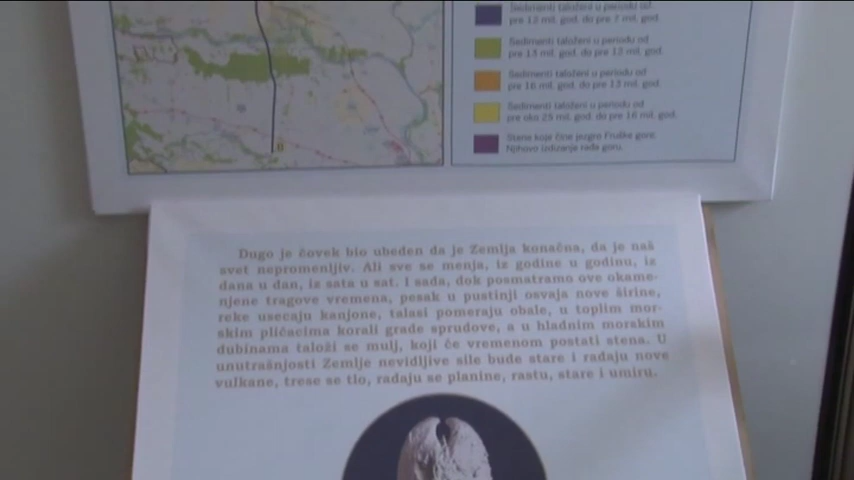 Sedimenti taloženi u periodu od
pre 12 mil. god. do pre 7 mil. god.
Sedimenti taloženi u periodu od
pre 13 mil. god. do pre 12 mil. god.
Sedimenti taloženi u periodu od
pre 16 mil. god. do pre 13 mil. god.
Sedimenti taloženi u periodu od
pre oko 25 mil. god. do pre 16 mil. god.
Stene koje čine jezgro Fruške gore.
Njihovo izdizanje rađa goru.
Dugo je čovek bio ubeđen da je Zemlja konačna, da je naš
svet nepromenljiv. Ali sve se menja, iz godine u godinu, iz
dana u dan, iz sata u sat. I sada, dok posmatramo ove okame-
njene tragove vremena, pesak u pustinji osvaja nove širine,
reke usecaju kanjone, talasi pomeraju obale, u toplim mor-
skim plićacima korali grade sprudove, a u hladnim morskim
dubinama taloži se mulj, koji će vremenom postati stena. U
unutrašnjosti Zemlje nevidljive sile bude stare i rađaju nove
vulkane, trese se tlo, rađaju se planine, rastu, stare i umiru.